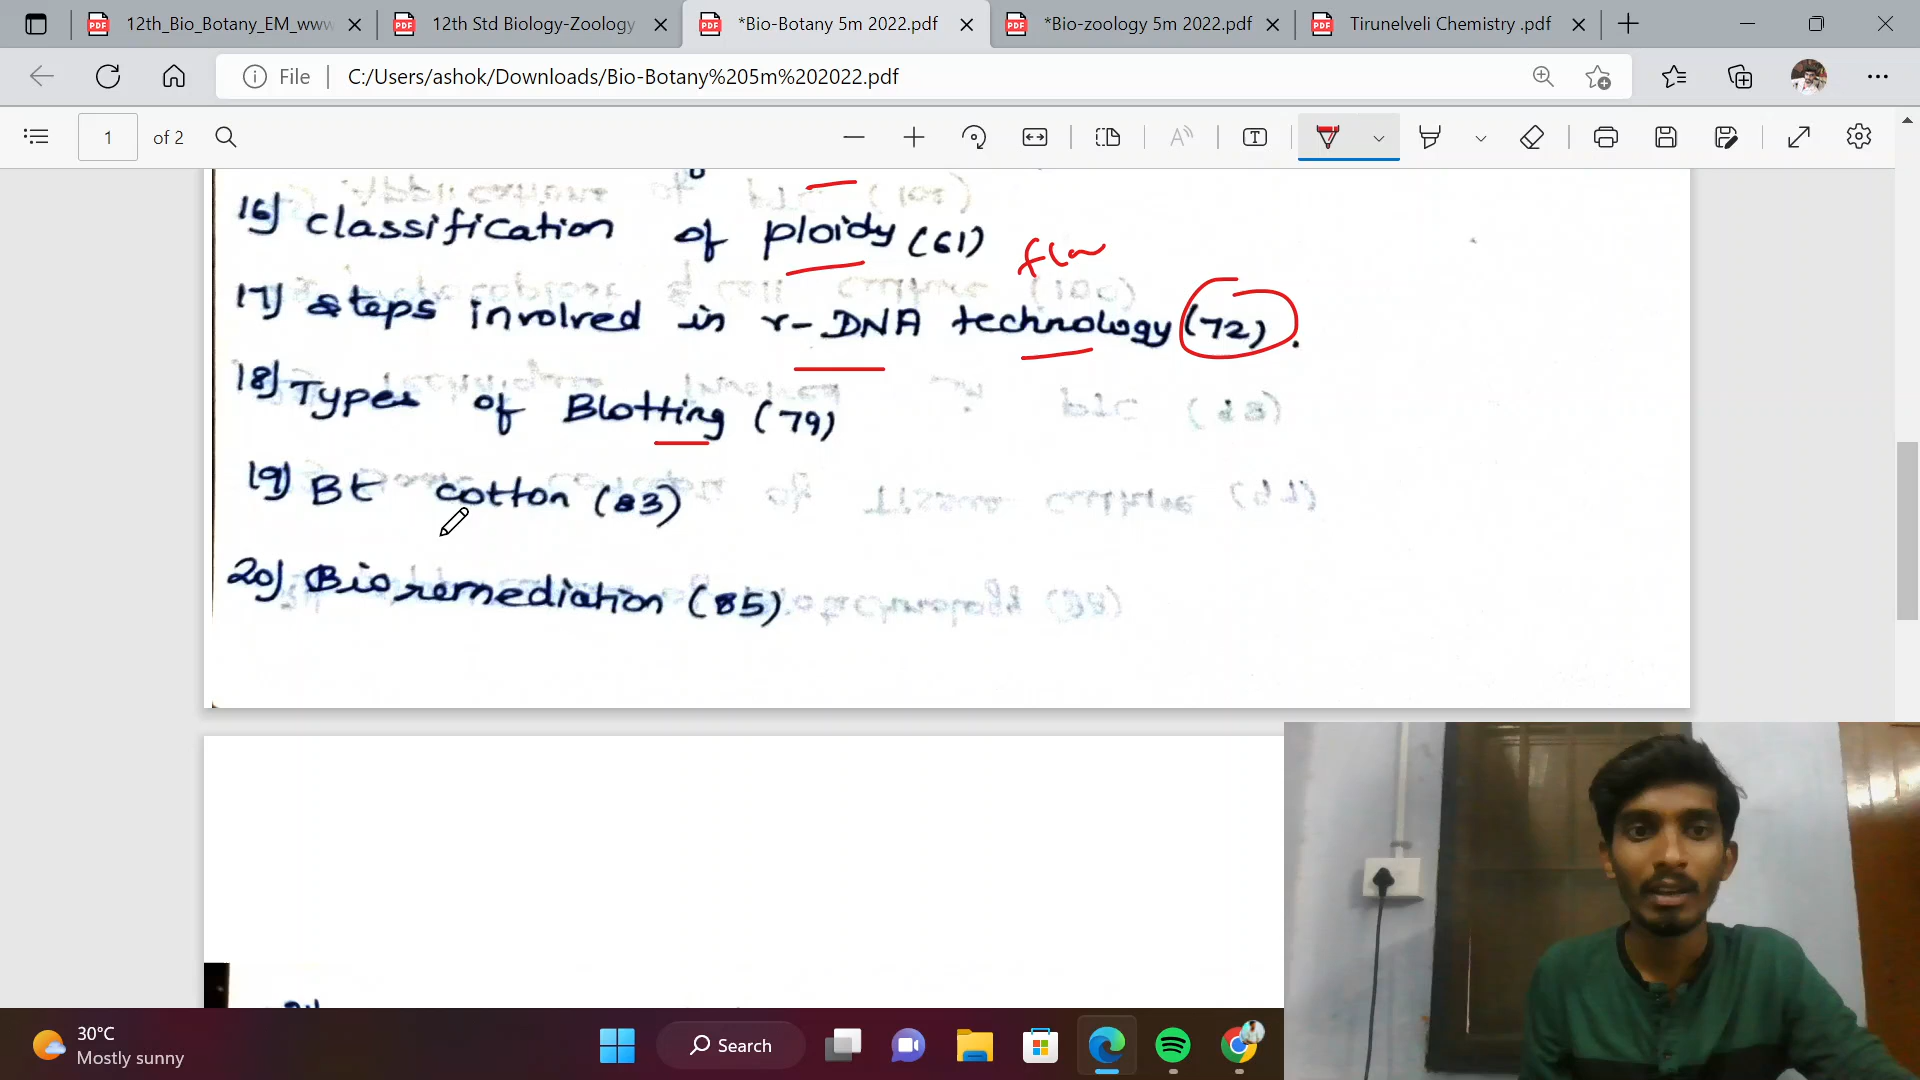 12th_Bio_Botany_EM_www
12th Std Biology-Zoology
*Bio-Botany 5m 2022.pdf
*Bio-zoology 5m 2022.pdf
Tirunelveli Chemistry .pdf
File
C:/Users/ashok/Downloads/Bio-Botany%205m%202022.pdf
1
of 2
16) Classification of ploidy (61)
flow
17) steps involved in r-DNA technology (72).
18) Types of Blotting (79)
19) Bt cotton (83)
20) Bioremediation (85)
30°C
Mostly sunny
Search